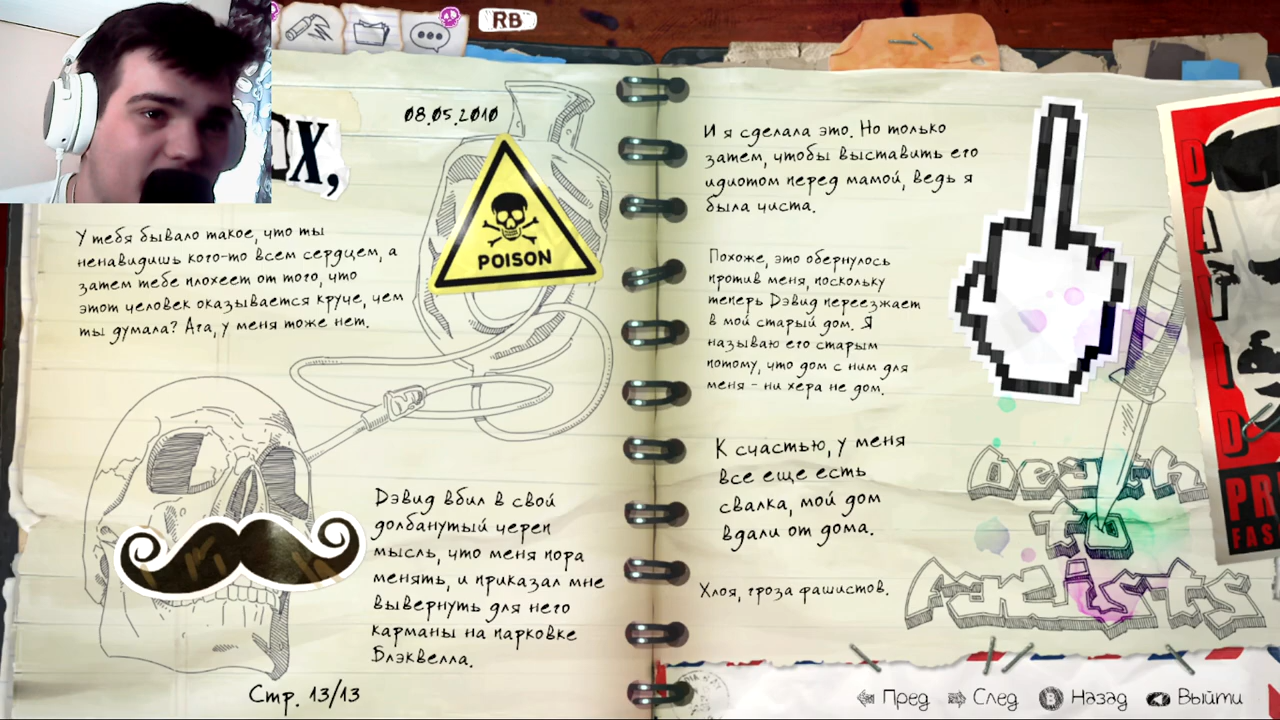 RB
08.05.2010
ОХ,
POISON
У тебя бывало такое, что ты
ненавидишь кого-то всем сердцем, а
затем тебе плохеет от того, что
этот человек оказывается круче, чем
ты думала? Ага, у меня тоже нет.
Дэвид вбил в свой
долбанутый череп
мысль, что меня пора
менять, и приказал мне
вывернуть для него
карманы на парковке
Блэквелла.
Стр. 13/13
И я сделала это. Но только
затем, чтобы выставить его
идиотом перед мамой, ведь я
была чиста.
Похоже, это обернулось
против меня, поскольку
теперь Дэвид переезжает
в мой старый дом. Я
называю его старым
потому, что дом с ним для
меня - ни хера не дом.
К счастью, у меня
все еще есть
свалка, мой дом
вдали от дома.
Хлоя, гроза фашистов.
Death
to
fascists
DAVID
Пред След B Назад Выйти